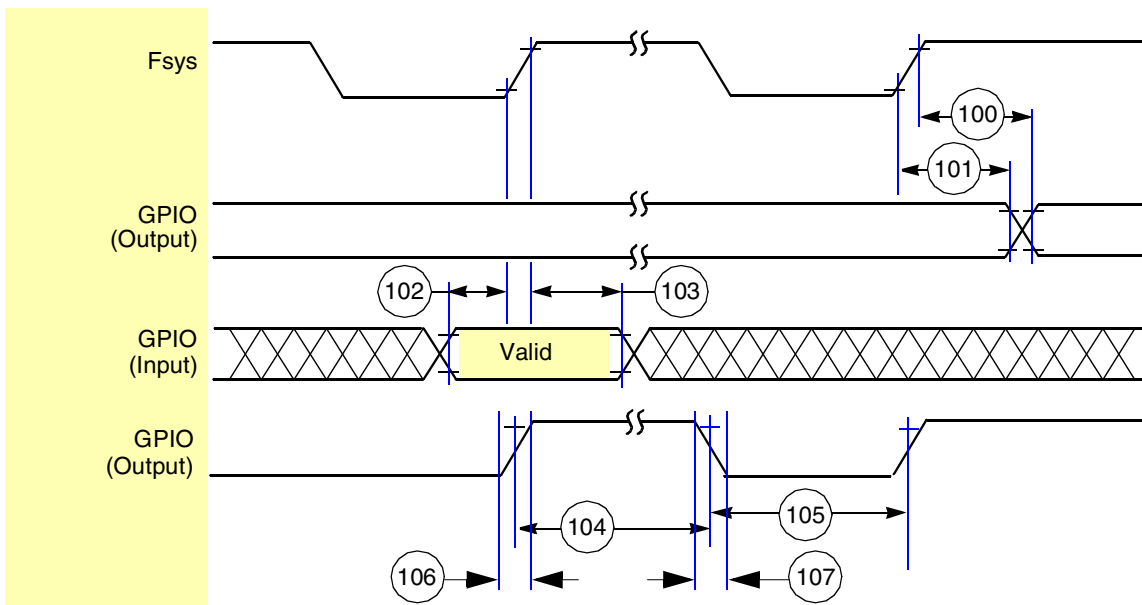 Fsys
100
101
GPIO
(Output)
102
103
GPIO
(Input)
Valid
GPIO
(Output)
104
105
106
107